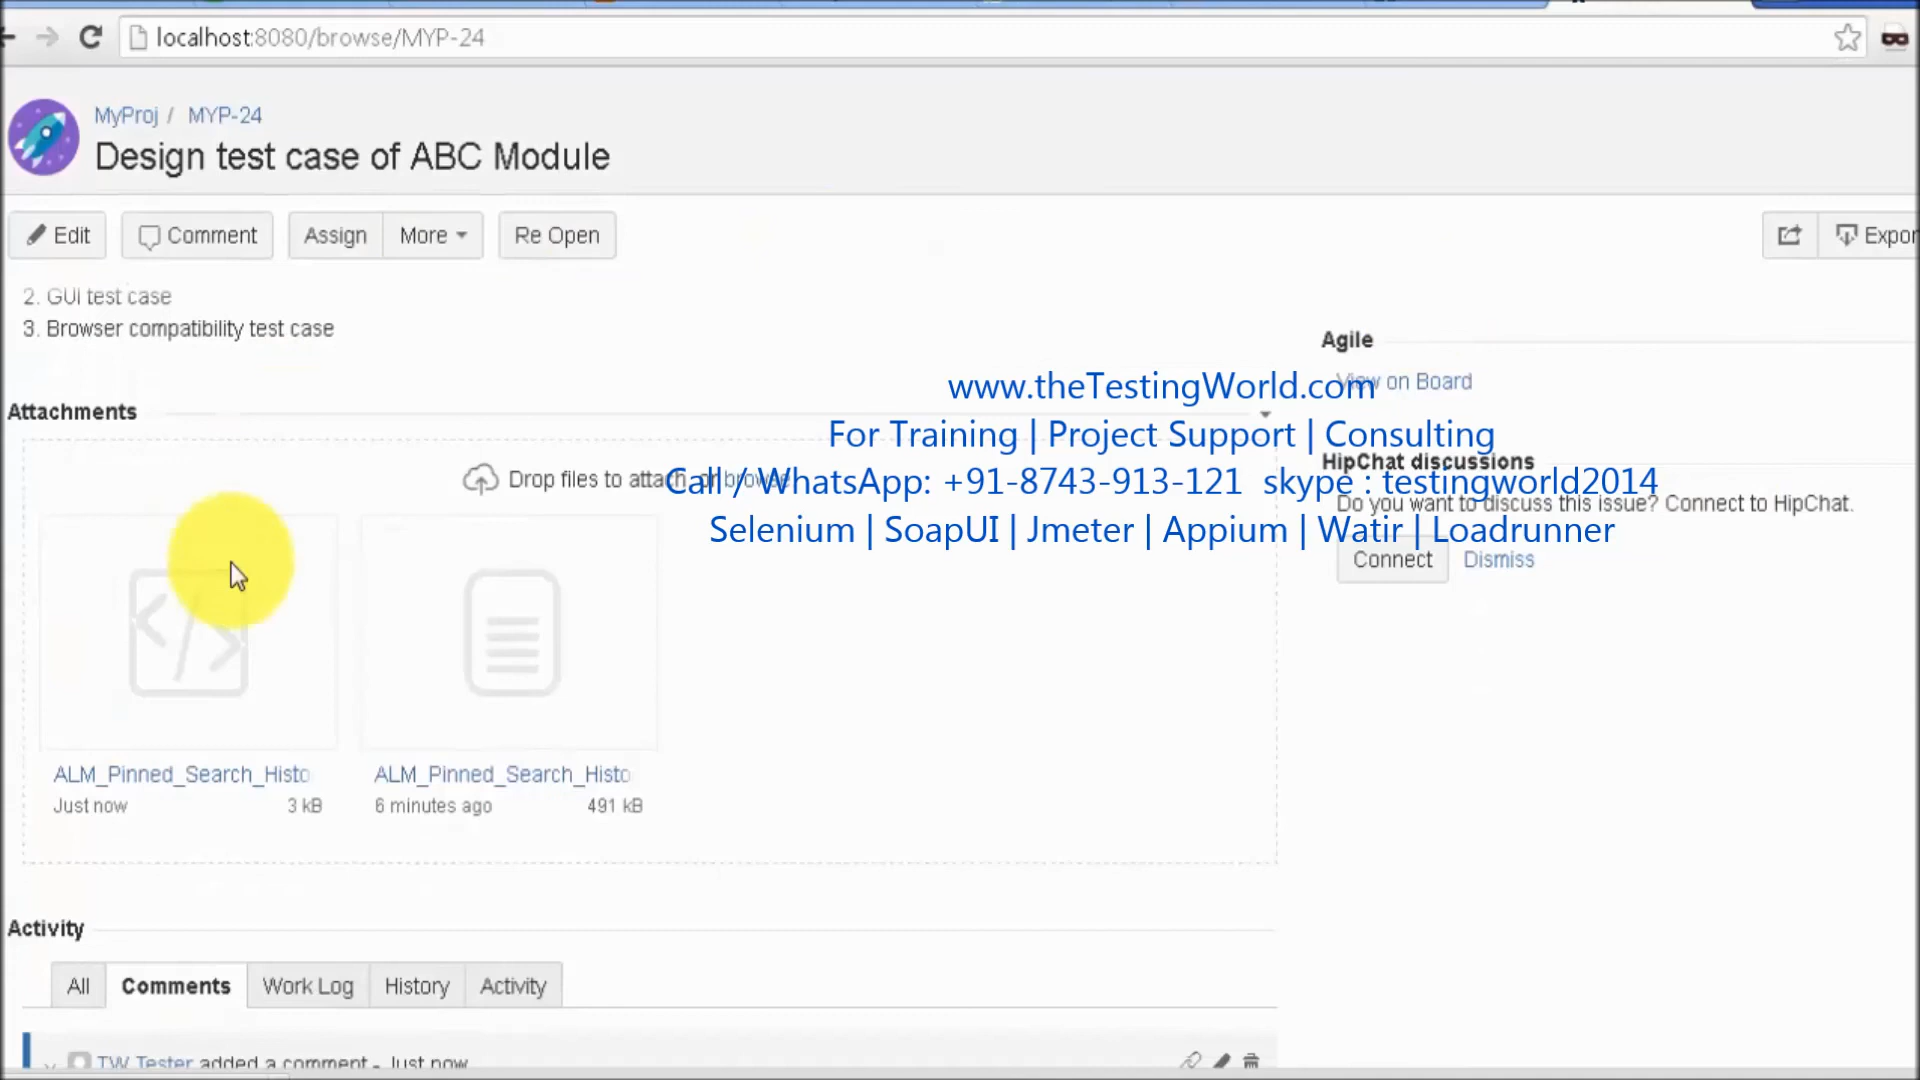 localhost:8080/browse/MYP-24
MyProj / MYP-24
Design test case of ABC Module
Edit Comment Assign More Re Open Expor
2. GUI test case
3. Browser compatibility test case
Agile
View on Board
www.theTestingWorld.com
Attachments
For Training | Project Support | Consulting
HipChat discussions
Drop files to attach, or browse.
Call / WhatsApp: +91-8743-913-121 skype : testingworld2014
Do you want to discuss this issue? Connect to HipChat.
Selenium | SoapUI | Jmeter | Appium | Watir | Loadrunner
Connect Dismiss
ALM_Pinned_Search_Histo ALM_Pinned_Search_Histo
Just now 3 kB 6 minutes ago 491 kB
Activity
All Comments Work Log History Activity
TW Tester added a comment - Just now